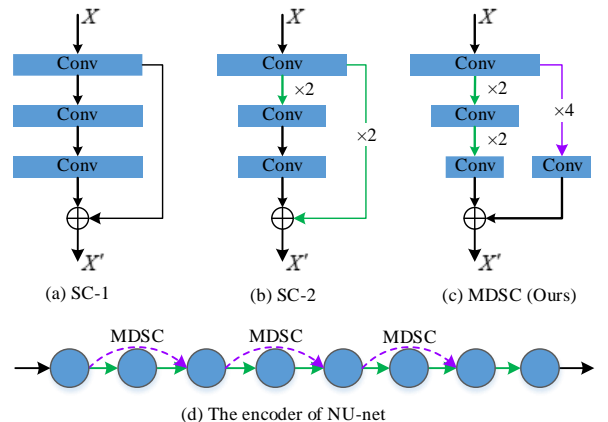 X X X
Conv Conv Conv
×2 ×2 ×4
Conv Conv Conv
×2 ×2
Conv Conv Conv Conv
X′ X′ X′
(a) SC-1 (b) SC-2 (c) MDSC (Ours)
MDSC MDSC MDSC
(d) The encoder of NU-net